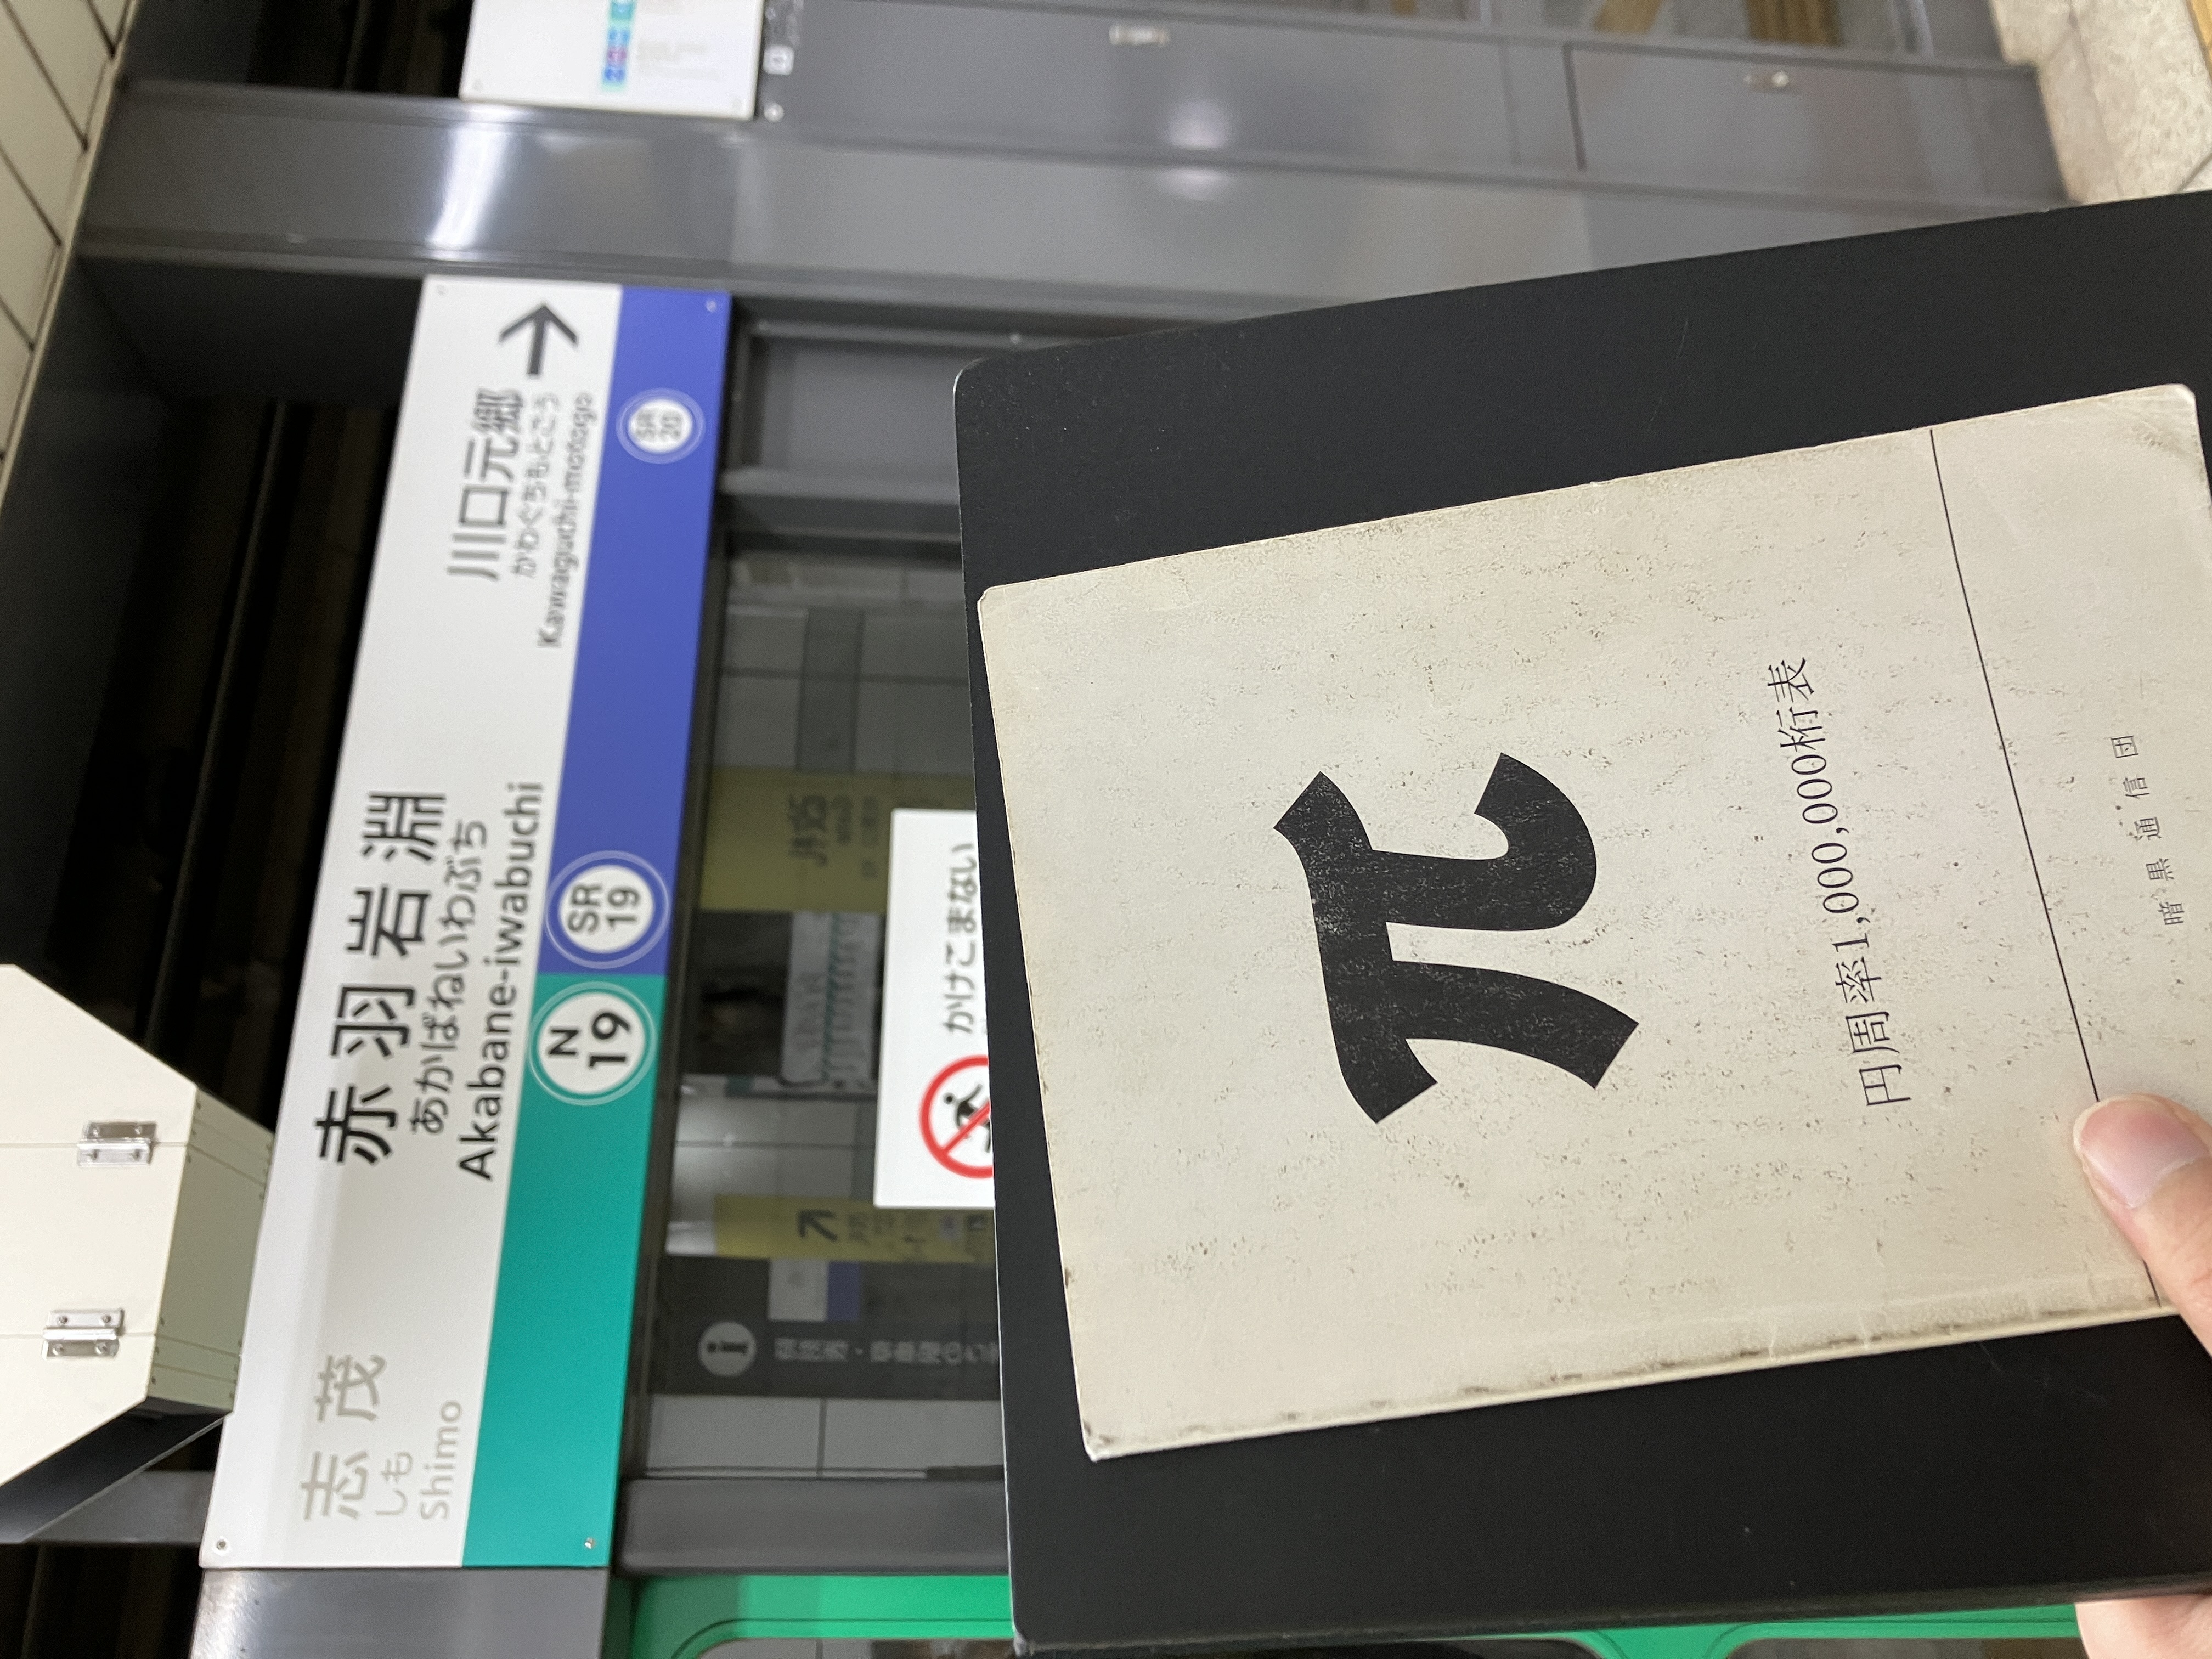 志茂
しも
Shimo
赤羽岩淵
あかばねいわぶち
Akabane-iwabuchi
川口元郷
かわぐちもとごう
Kawaguchi-motogo
N
19
SR
19
SR
20
改札
かけこまない
π
円周率1,000,000桁表
暗黒通信団